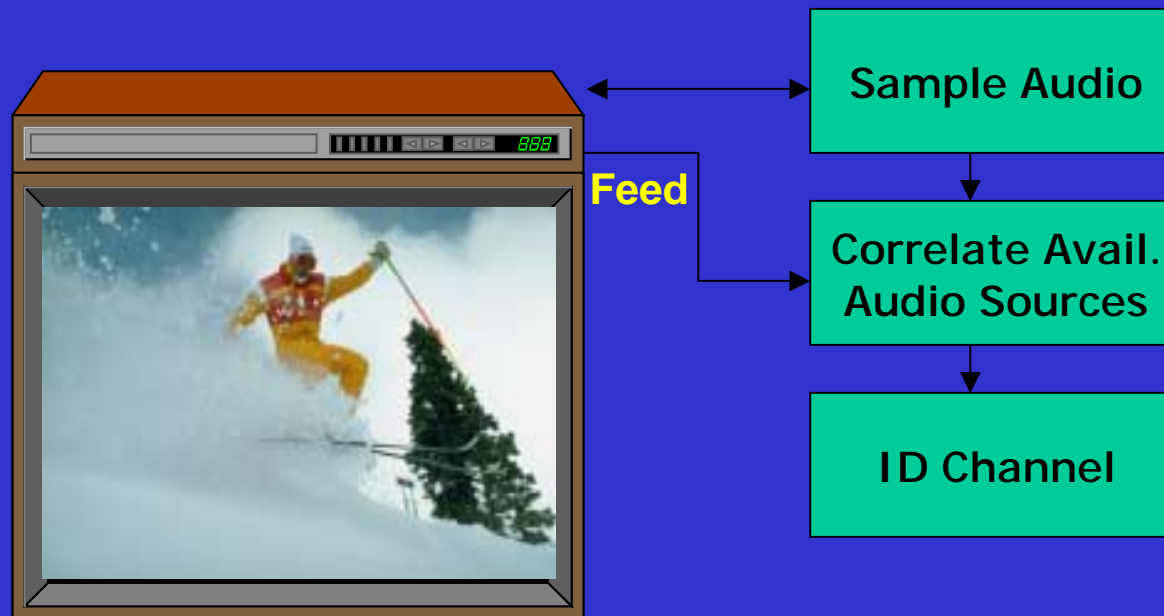 Sample Audio
888
Feed
Correlate Avail.
Audio Sources
ID Channel